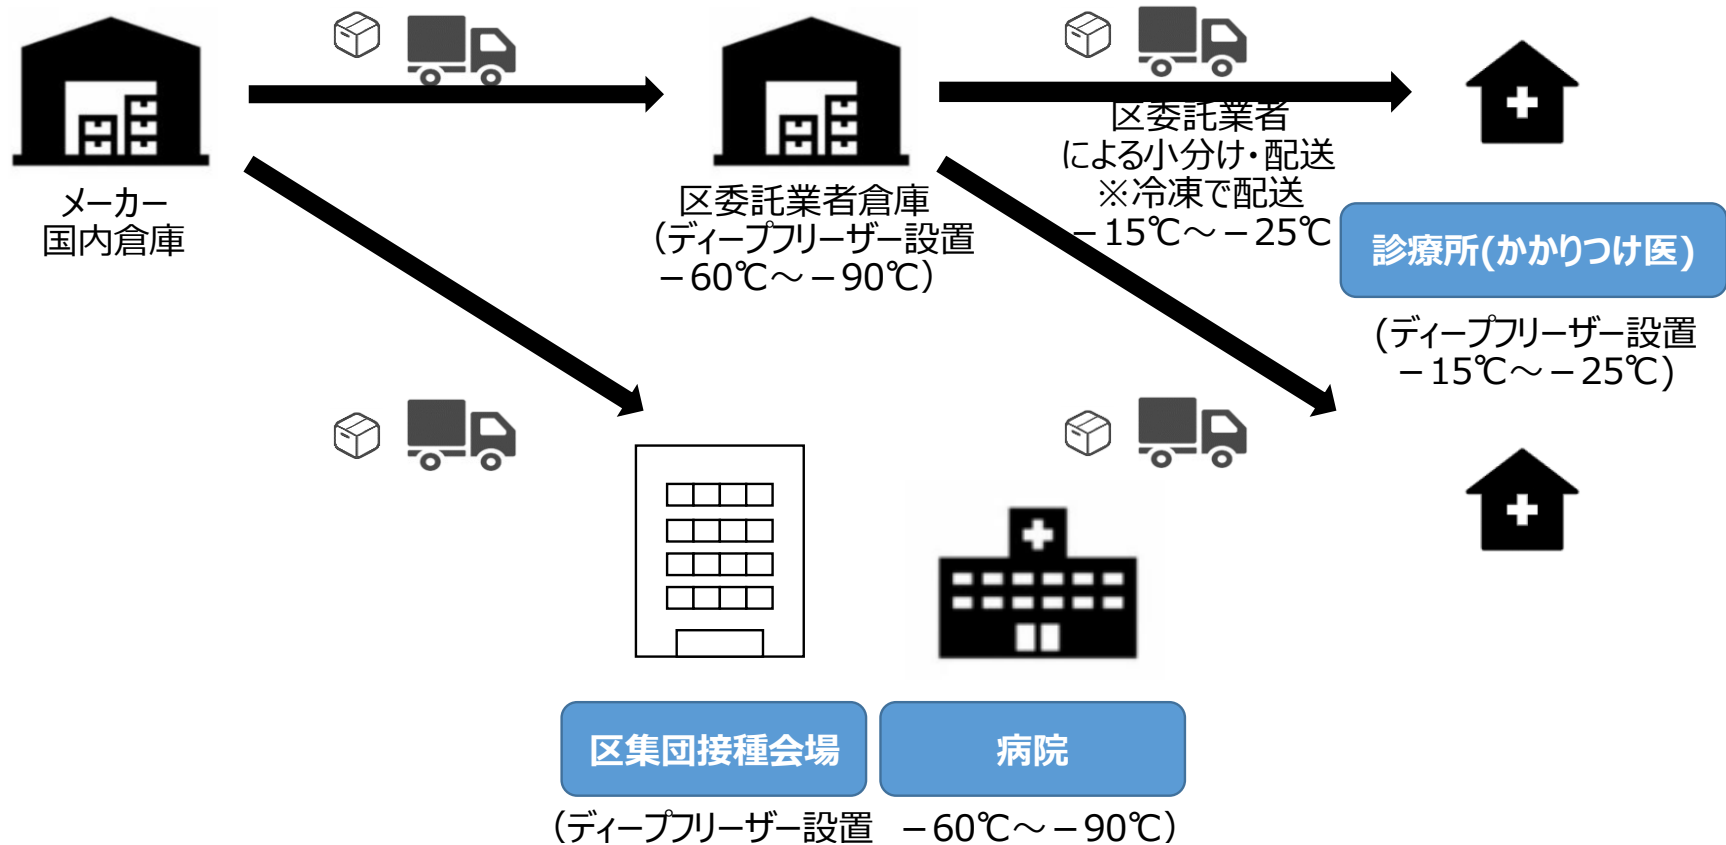 メーカー
国内倉庫
区委託業者倉庫
(ディープフリーザー設置
－60℃～－90℃)
区委託業者
による小分け・配送
※冷凍で配送
－15℃～－25℃
診療所(かかりつけ医)
(ディープフリーザー設置
－15℃～－25℃)
区集団接種会場
病院
(ディープフリーザー設置 －60℃～－90℃)